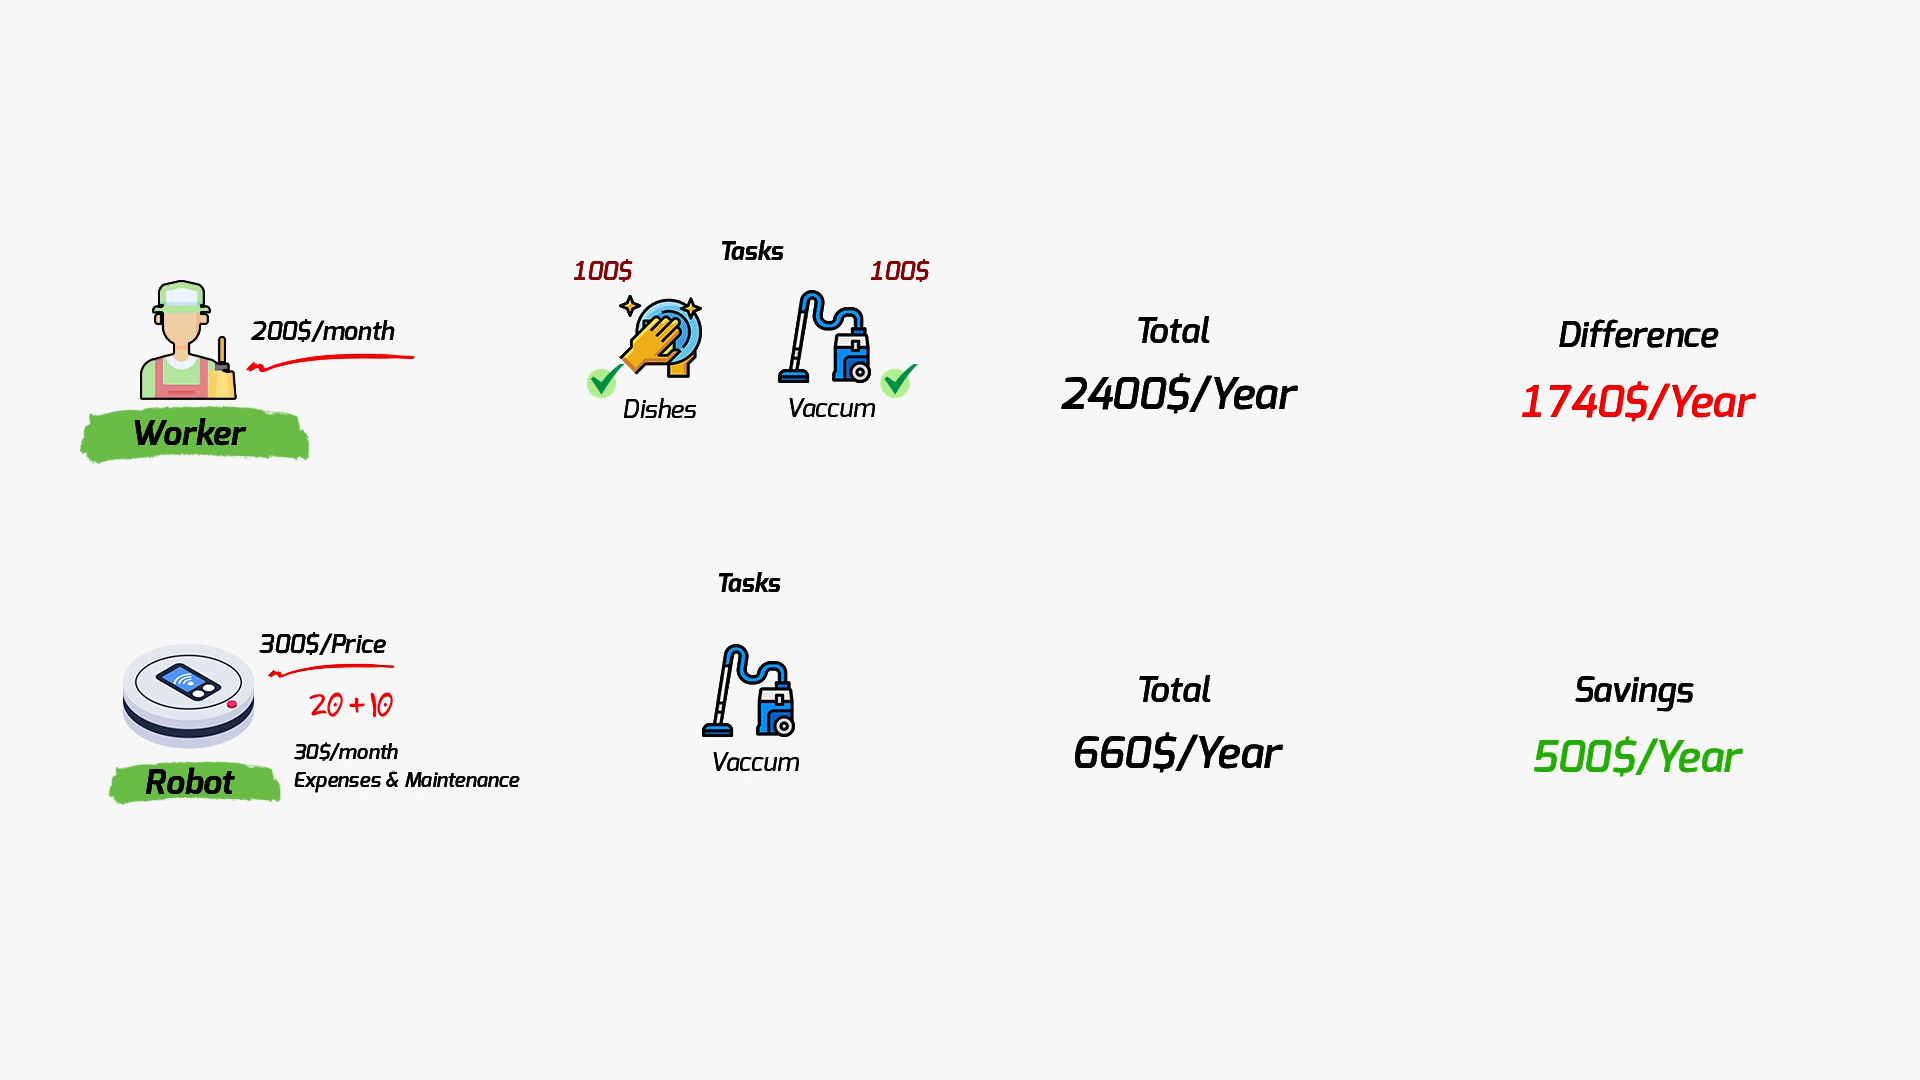 Tasks
100$
100$
200$/month
Dishes
Vaccum
Worker
Total
2400$/Year
Difference
1740$/Year
Tasks
300$/Price
20+10
30$/month
Expenses & Maintenance
Robot
Vaccum
Total
660$/Year
Savings
500$/Year